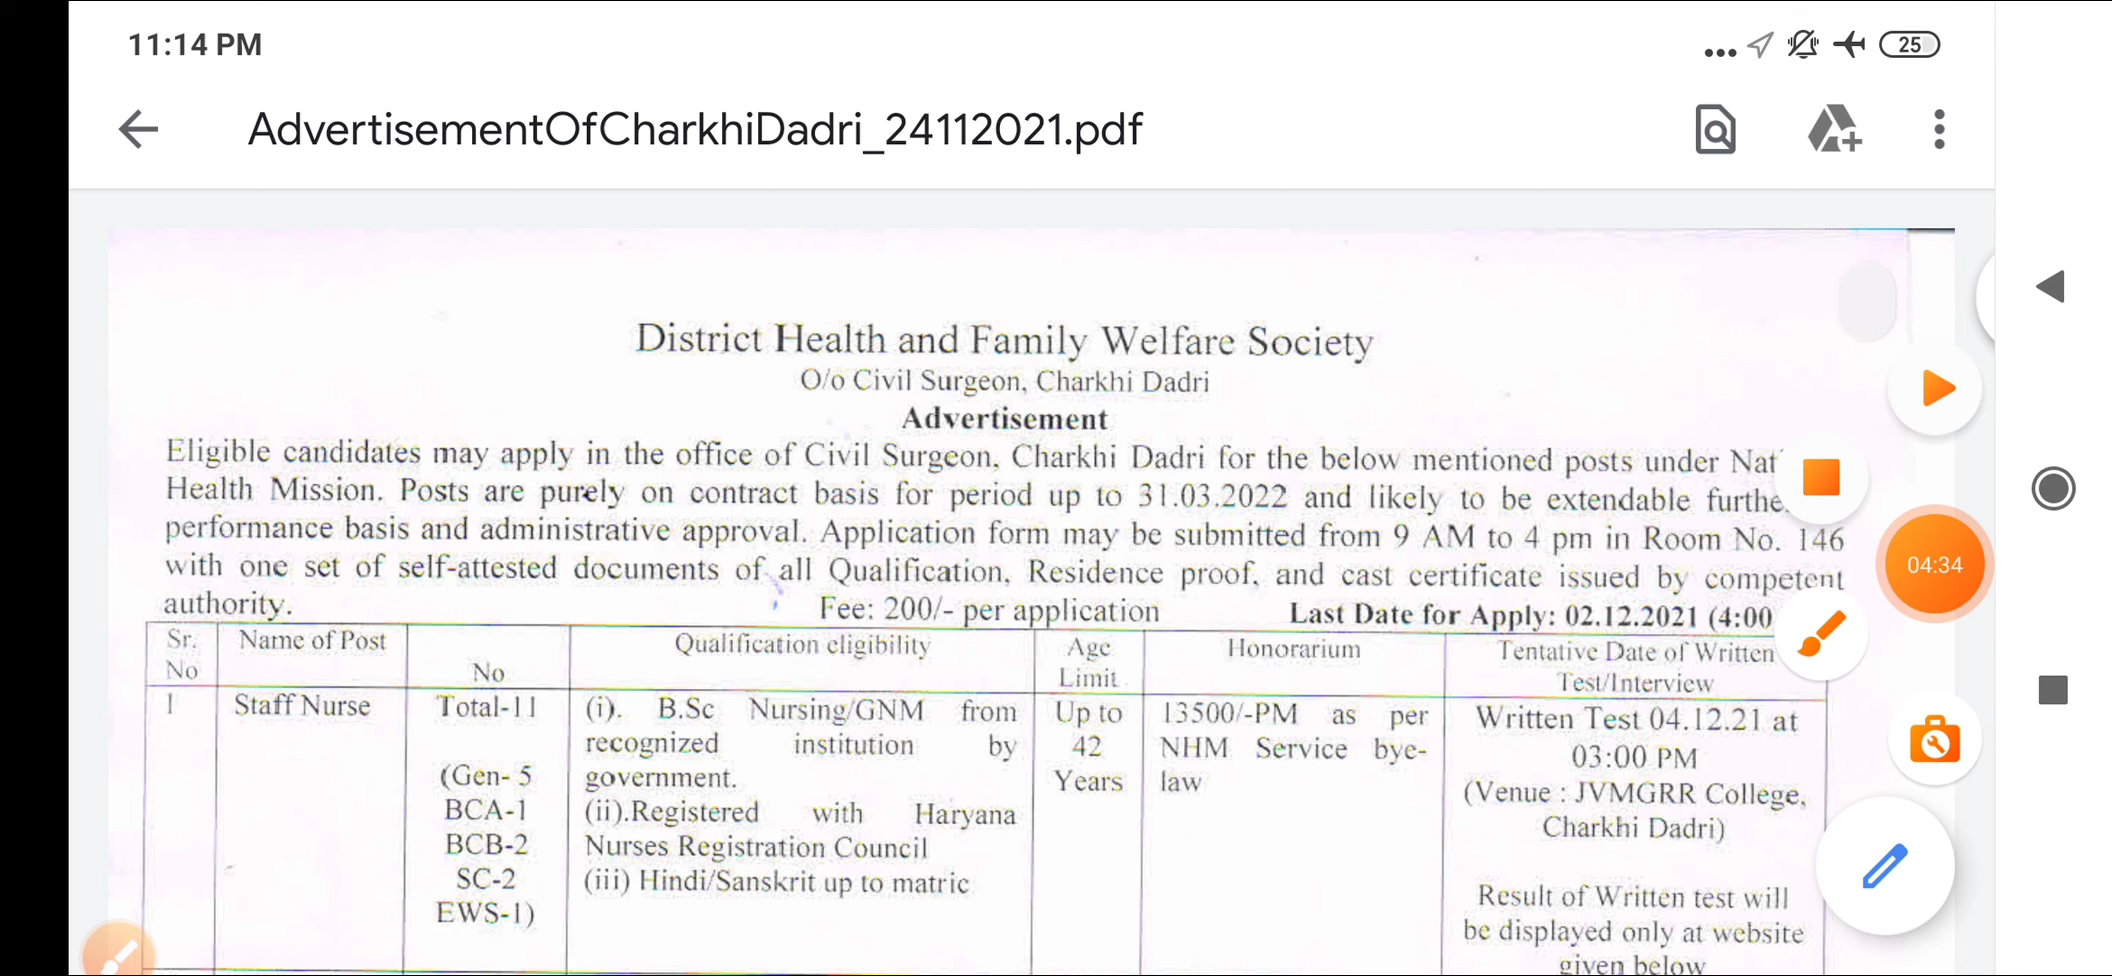 11:14 PM
25
AdvertisementOfCharkhiDadri_24112021.pdf
District Health and Family Welfare Society
O/o Civil Surgeon, Charkhi Dadri
Advertisement
Eligible candidates may apply in the office of Civil Surgeon, Charkhi Dadri for the below mentioned posts under Nat
Health Mission. Posts are purely on contract basis for period up to 31.03.2022 and likely to be extendable furthe
performance basis and administrative approval. Application form may be submitted from 9 AM to 4 pm in Room No. 146
with one set of self-attested documents of all Qualification, Residence proof, and cast certificate issued by competent
authority. Fee: 200/- per application Last Date for Apply: 02.12.2021 (4:00
04:34
Sr. No Name of Post No Qualification eligibility Age Limit Honorarium Tentative Date of Written Test/Interview
1 Staff Nurse
Total-11
(Gen- 5
BCA-1
BCB-2
SC-2
EWS-1)
(i). B.Sc Nursing/GNM from
recognized institution by
government.
(ii).Registered with Haryana
Nurses Registration Council
(iii) Hindi/Sanskrit up to matric
Up to
42
Years
13500/-PM as per
NHM Service bye-
law
Written Test 04.12.21 at
03:00 PM
(Venue : JVMGRR College,
Charkhi Dadri)
Result of Written test will
be displayed only at website
given below